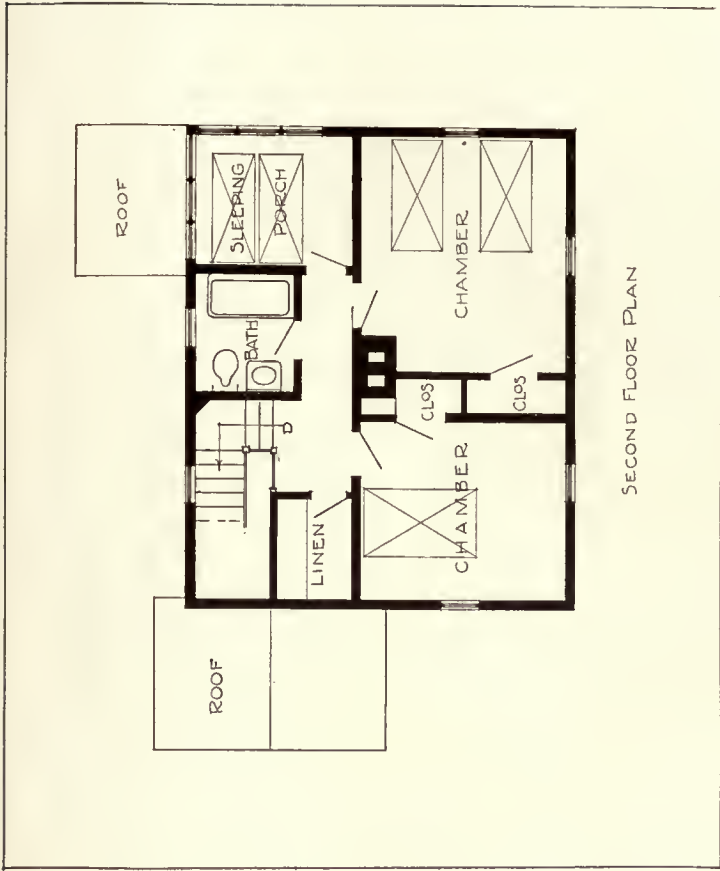 ROOF
ROOF
SLEEPING
PORCH
BATH
D
LINEN
CLOS
CHAMBER
CHAMBER
CLOS
SECOND FLOOR PLAN